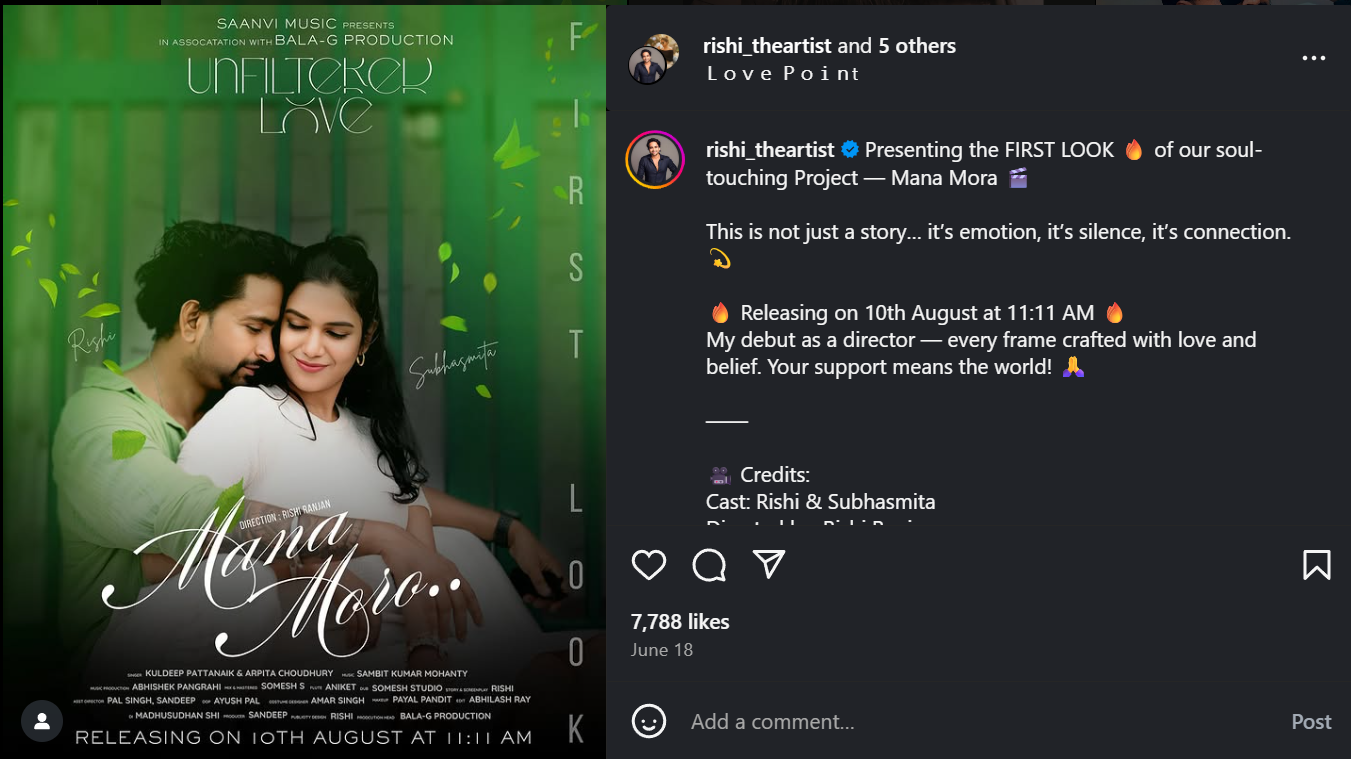 SAANVI MUSIC PRESENTS
IN ASSOCATATION WITH BALA-G PRODUCTION
UNFILTERER
LOVE
FIRST LOOK
Rishi
Subhasmita
DIRECTION : RISHI RANJAN
Mana
Moro..
SINGER KULDEEP PATTANAIK & ARPITA CHOUDHURY MUSIC SAMBIT KUMAR MOHANTY
MUSIC PRODUCTION ABHISHEK PANGRAHI MIX & MASTERED SOMESH S FLUTE ANIKET DUB SOMESH STUDIO STORY & SCREENPLAY RISHI
ASST.DIRECTOR PAL SINGH, SANDEEP DOP AYUSH PAL COSTUME DESIGNER AMAR SINGH MAKEUP PAYAL PANDIT EDIT ABHILASH RAY
DI MADHUSUDHAN SHI PRODUCER SANDEEP PUBLICITY DESIGN RISHI PRODUCTION HEAD BALA-G PRODUCTION
RELEASING ON 10TH AUGUST AT 11:11 AM
rishi_theartist and 5 others
L o v e P o i n t
rishi_theartist Presenting the FIRST LOOK 🔥 of our soul-
touching Project — Mana Mora 🎬
This is not just a story... it’s emotion, it’s silence, it’s connection.
💫
🔥 Releasing on 10th August at 11:11 AM 🔥
My debut as a director — every frame crafted with love and
belief. Your support means the world! 🙏
⸻
🎥 Credits:
Cast: Rishi & Subhasmita
7,788 likes
June 18
Add a comment...
Post